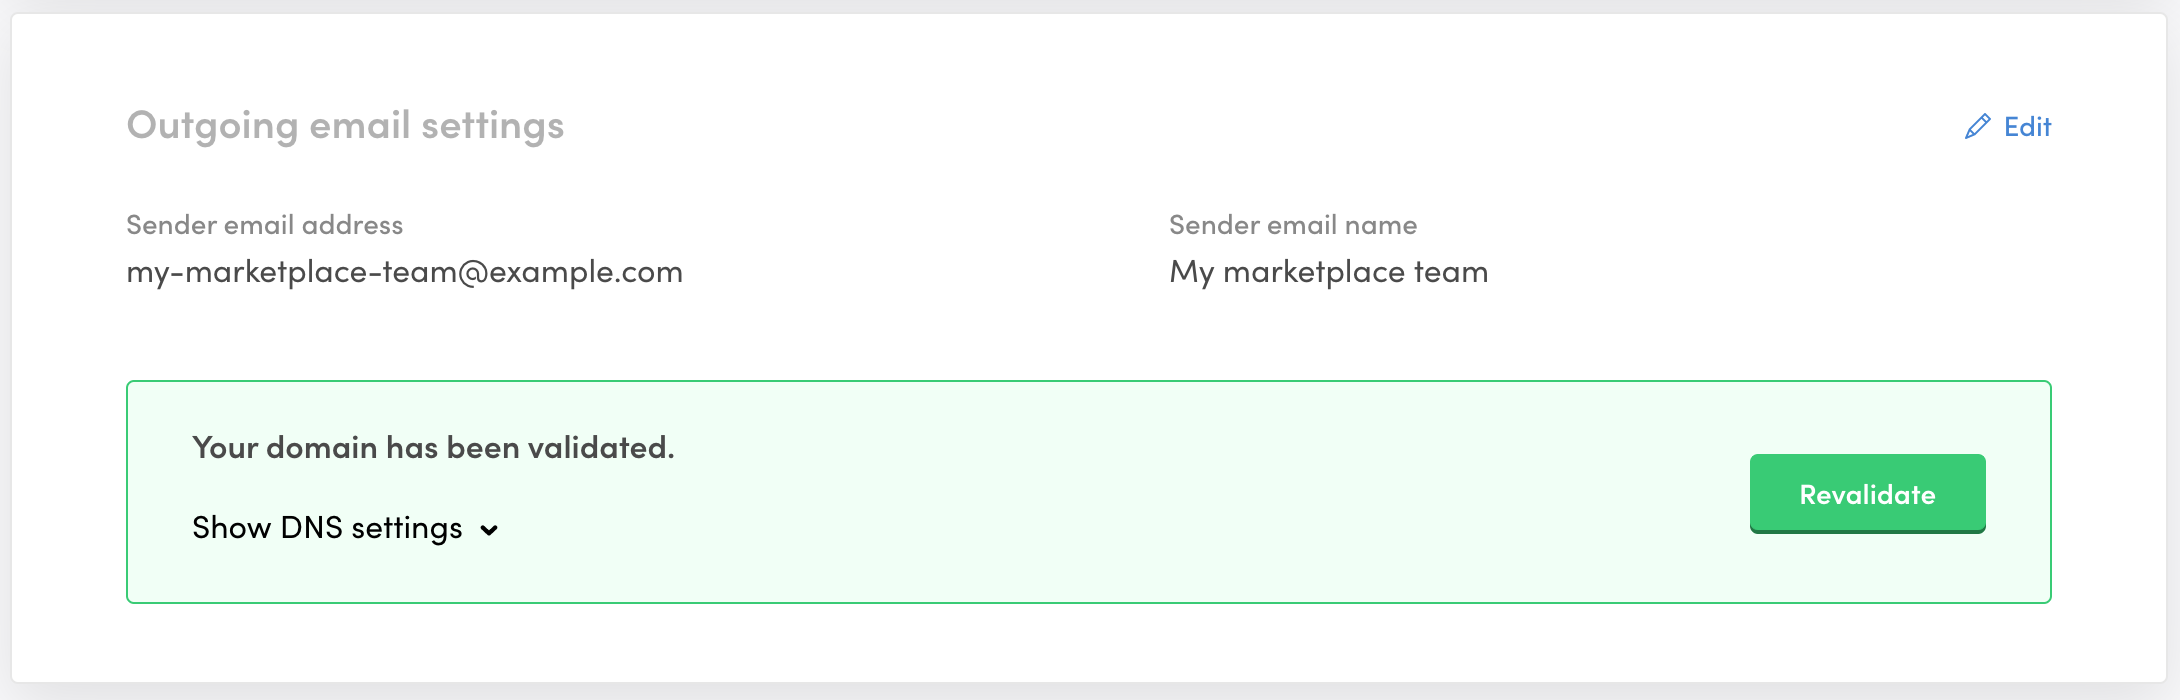 Outgoing email settings
Edit
Sender email address
my-marketplace-team@example.com
Sender email name
My marketplace team
Your domain has been validated.
Show DNS settings
Revalidate